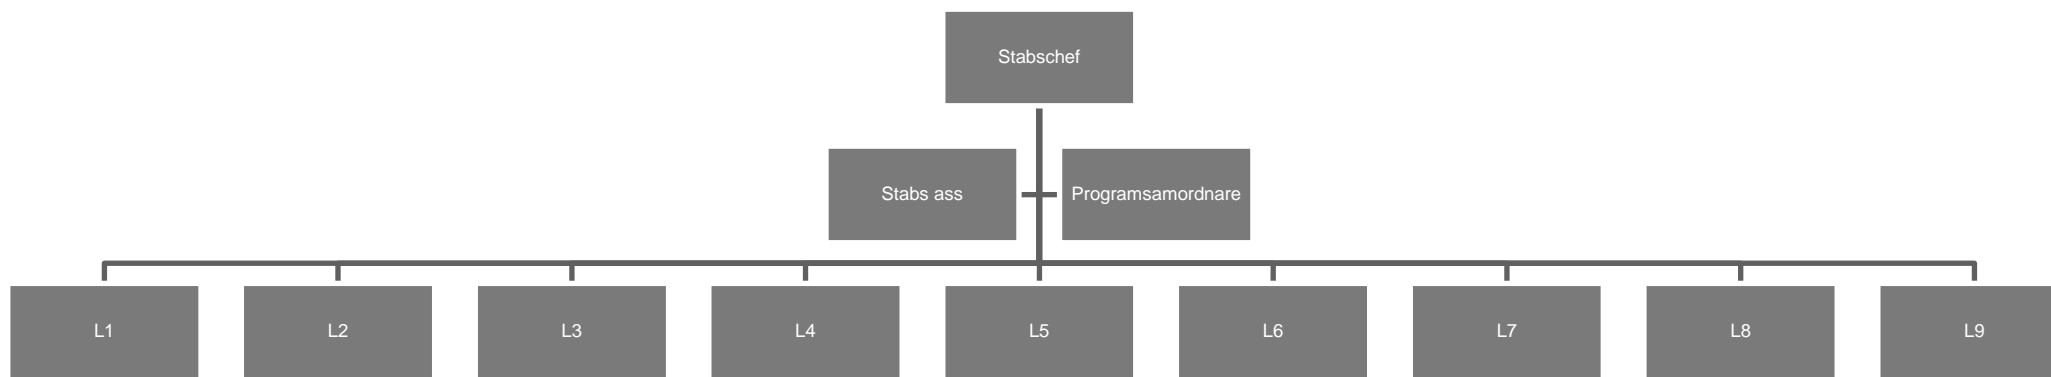 Stabschef
Stabs ass
Programsamordnare
L1
L2
L3
L4
L5
L6
L7
L8
L9